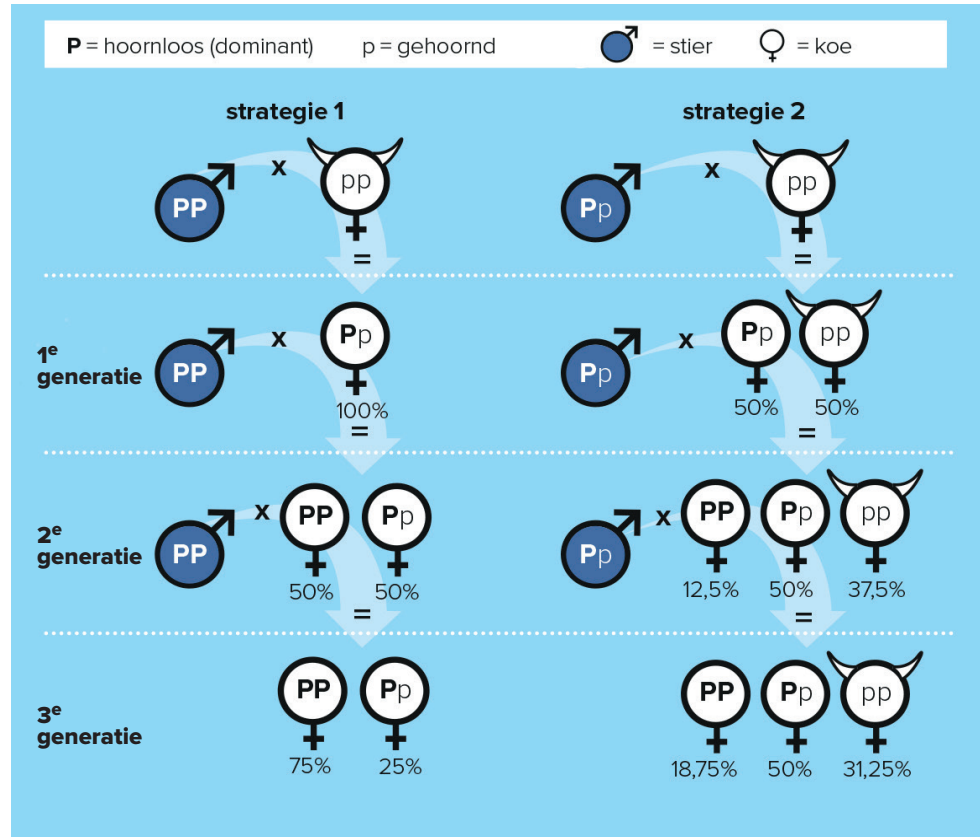 P = hoornloos (dominant) p = gehoornd = stier = koe
strategie 1 strategie 2
PP x pp Pp x pp
= =
1e generatie PP x Pp Pp x Pp pp
100% 50% 50%
= =
2e generatie PP x PP Pp Pp x PP Pp pp
50% 50% 12,5% 50% 37,5%
= =
3e generatie PP Pp PP Pp pp
75% 25% 18,75% 50% 31,25%